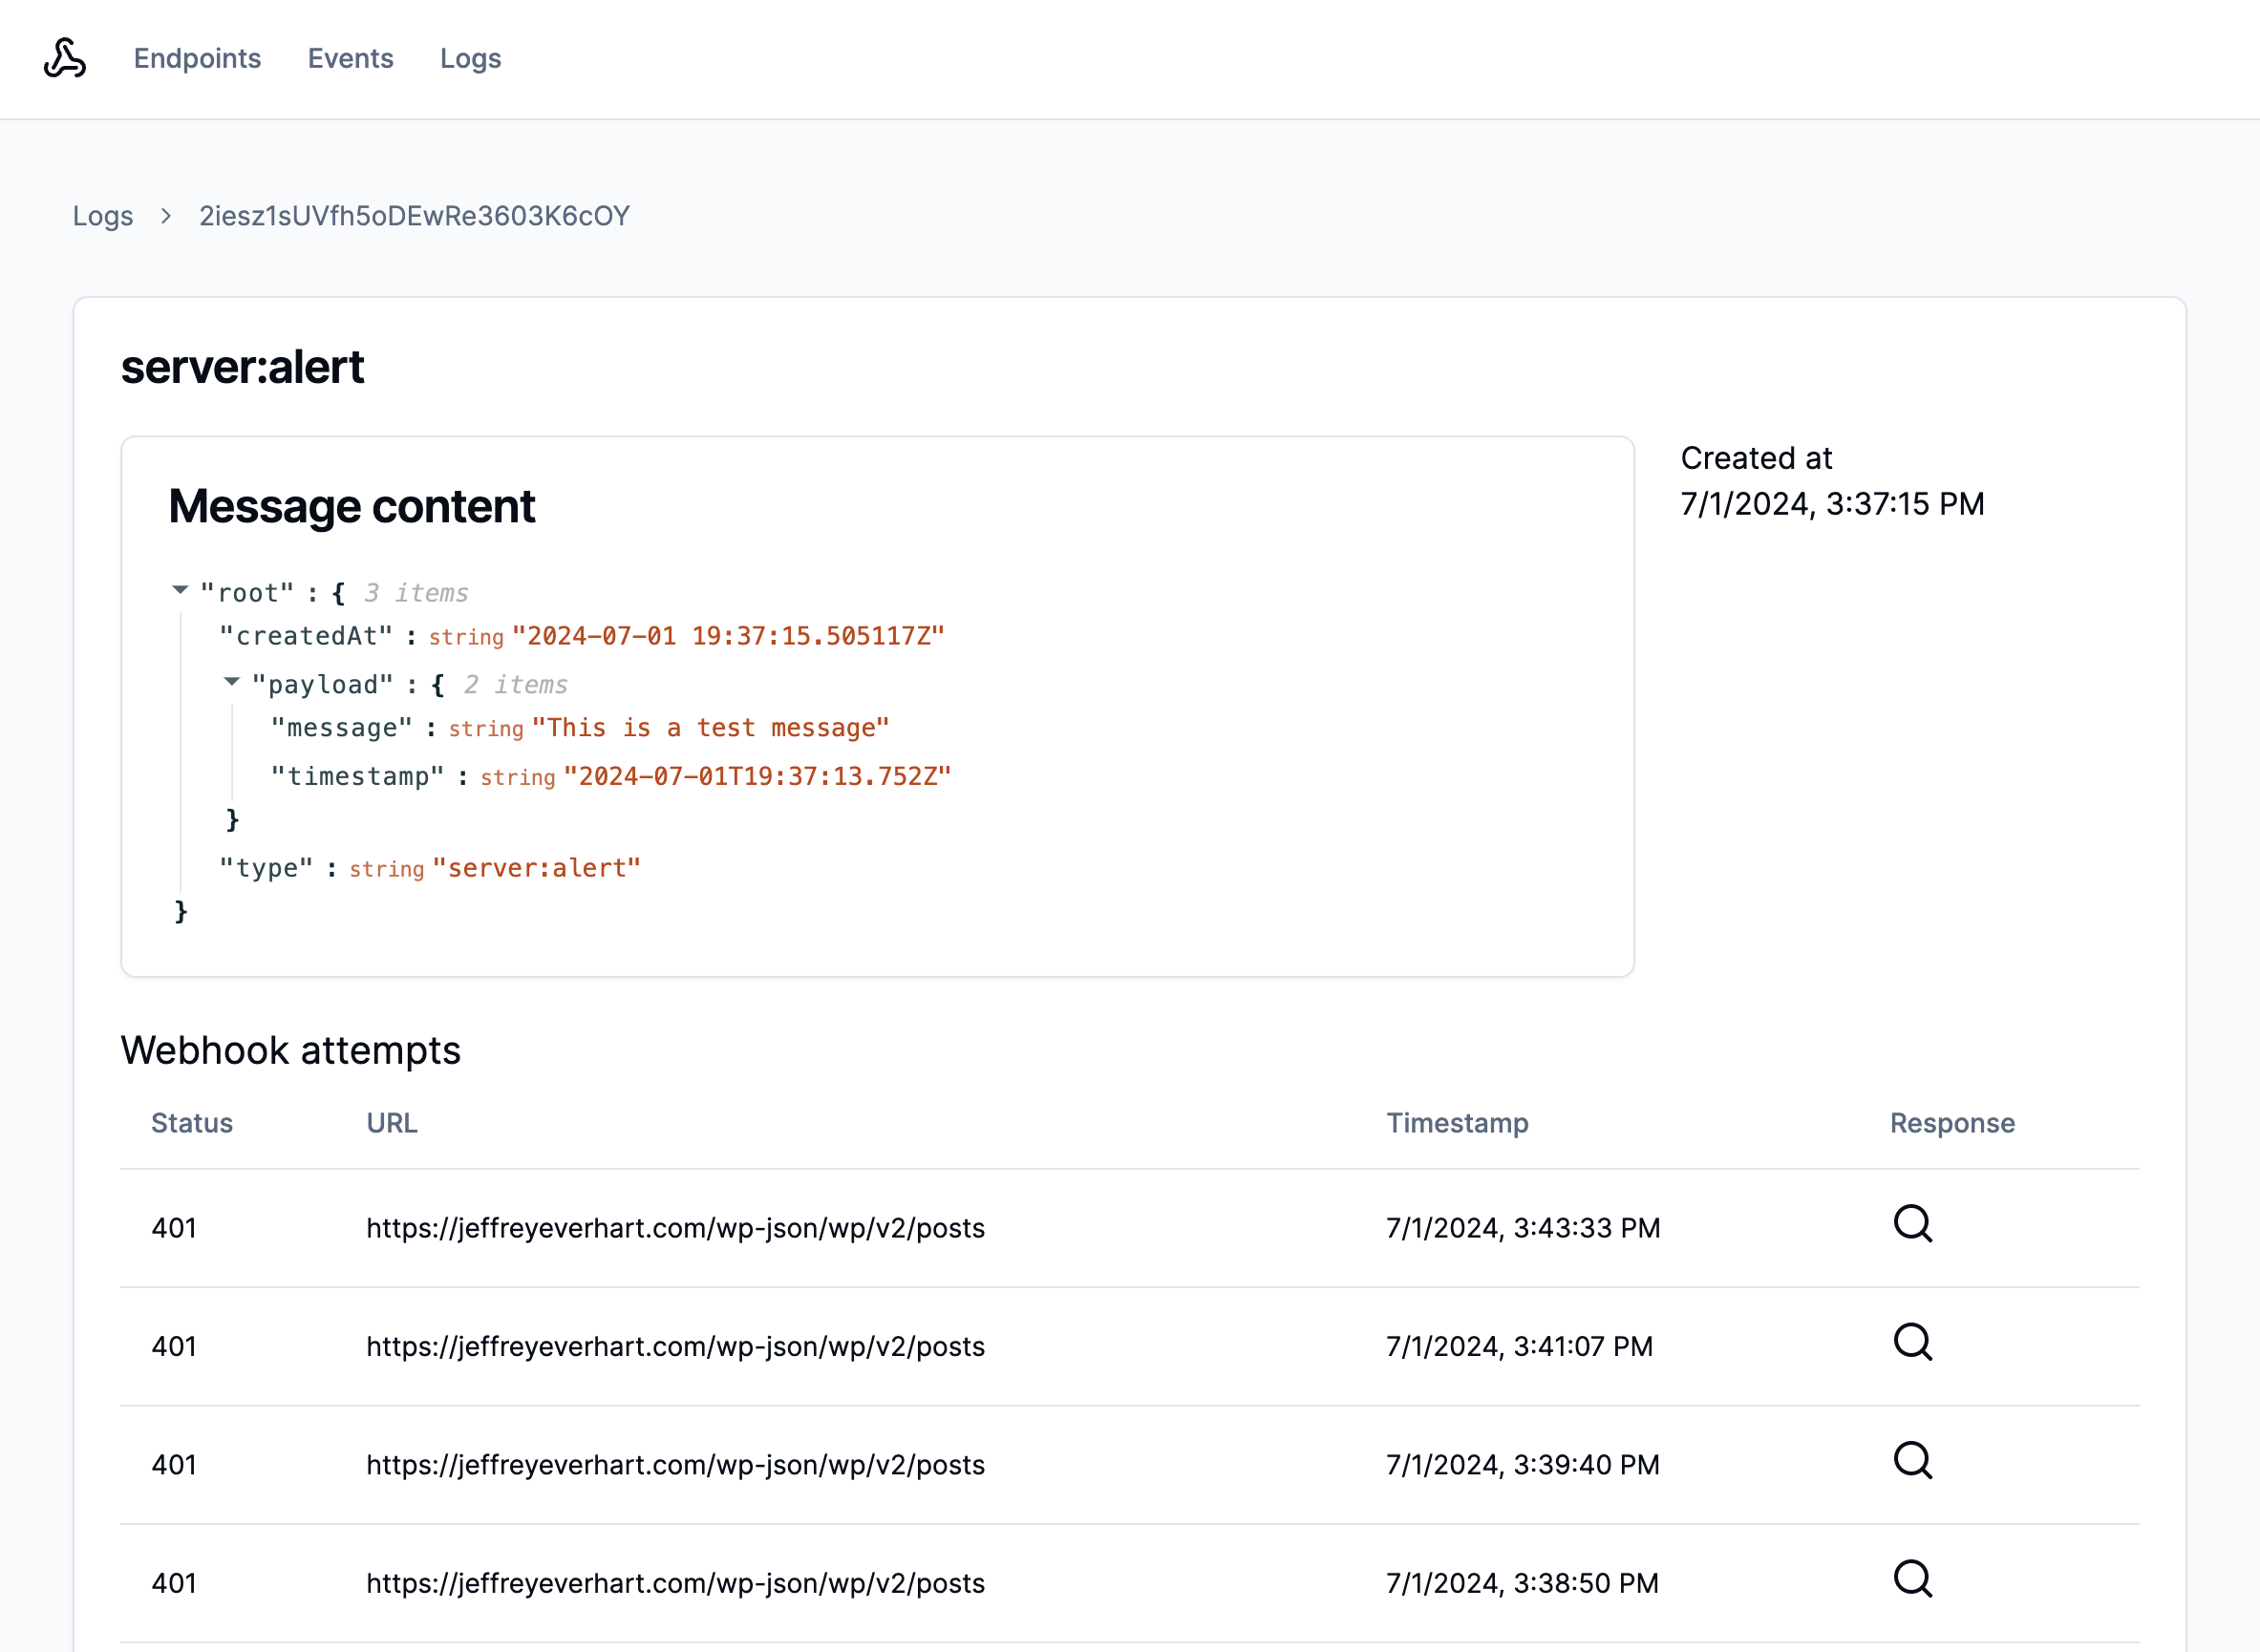 Endpoints Events Logs
Logs > 2iesz1sUVfh5oDEwRe3603K6cOY
server:alert
Message content
Created at
7/1/2024, 3:37:15 PM
"root" : { 3 items
"createdAt" : string "2024-07-01 19:37:15.505117Z"
"payload" : { 2 items
"message" : string "This is a test message"
"timestamp" : string "2024-07-01T19:37:13.752Z"
}
"type" : string "server:alert"
}
Webhook attempts
Status URL Timestamp Response
401 https://jeffreyeverhart.com/wp-json/wp/v2/posts 7/1/2024, 3:43:33 PM
401 https://jeffreyeverhart.com/wp-json/wp/v2/posts 7/1/2024, 3:41:07 PM
401 https://jeffreyeverhart.com/wp-json/wp/v2/posts 7/1/2024, 3:39:40 PM
401 https://jeffreyeverhart.com/wp-json/wp/v2/posts 7/1/2024, 3:38:50 PM